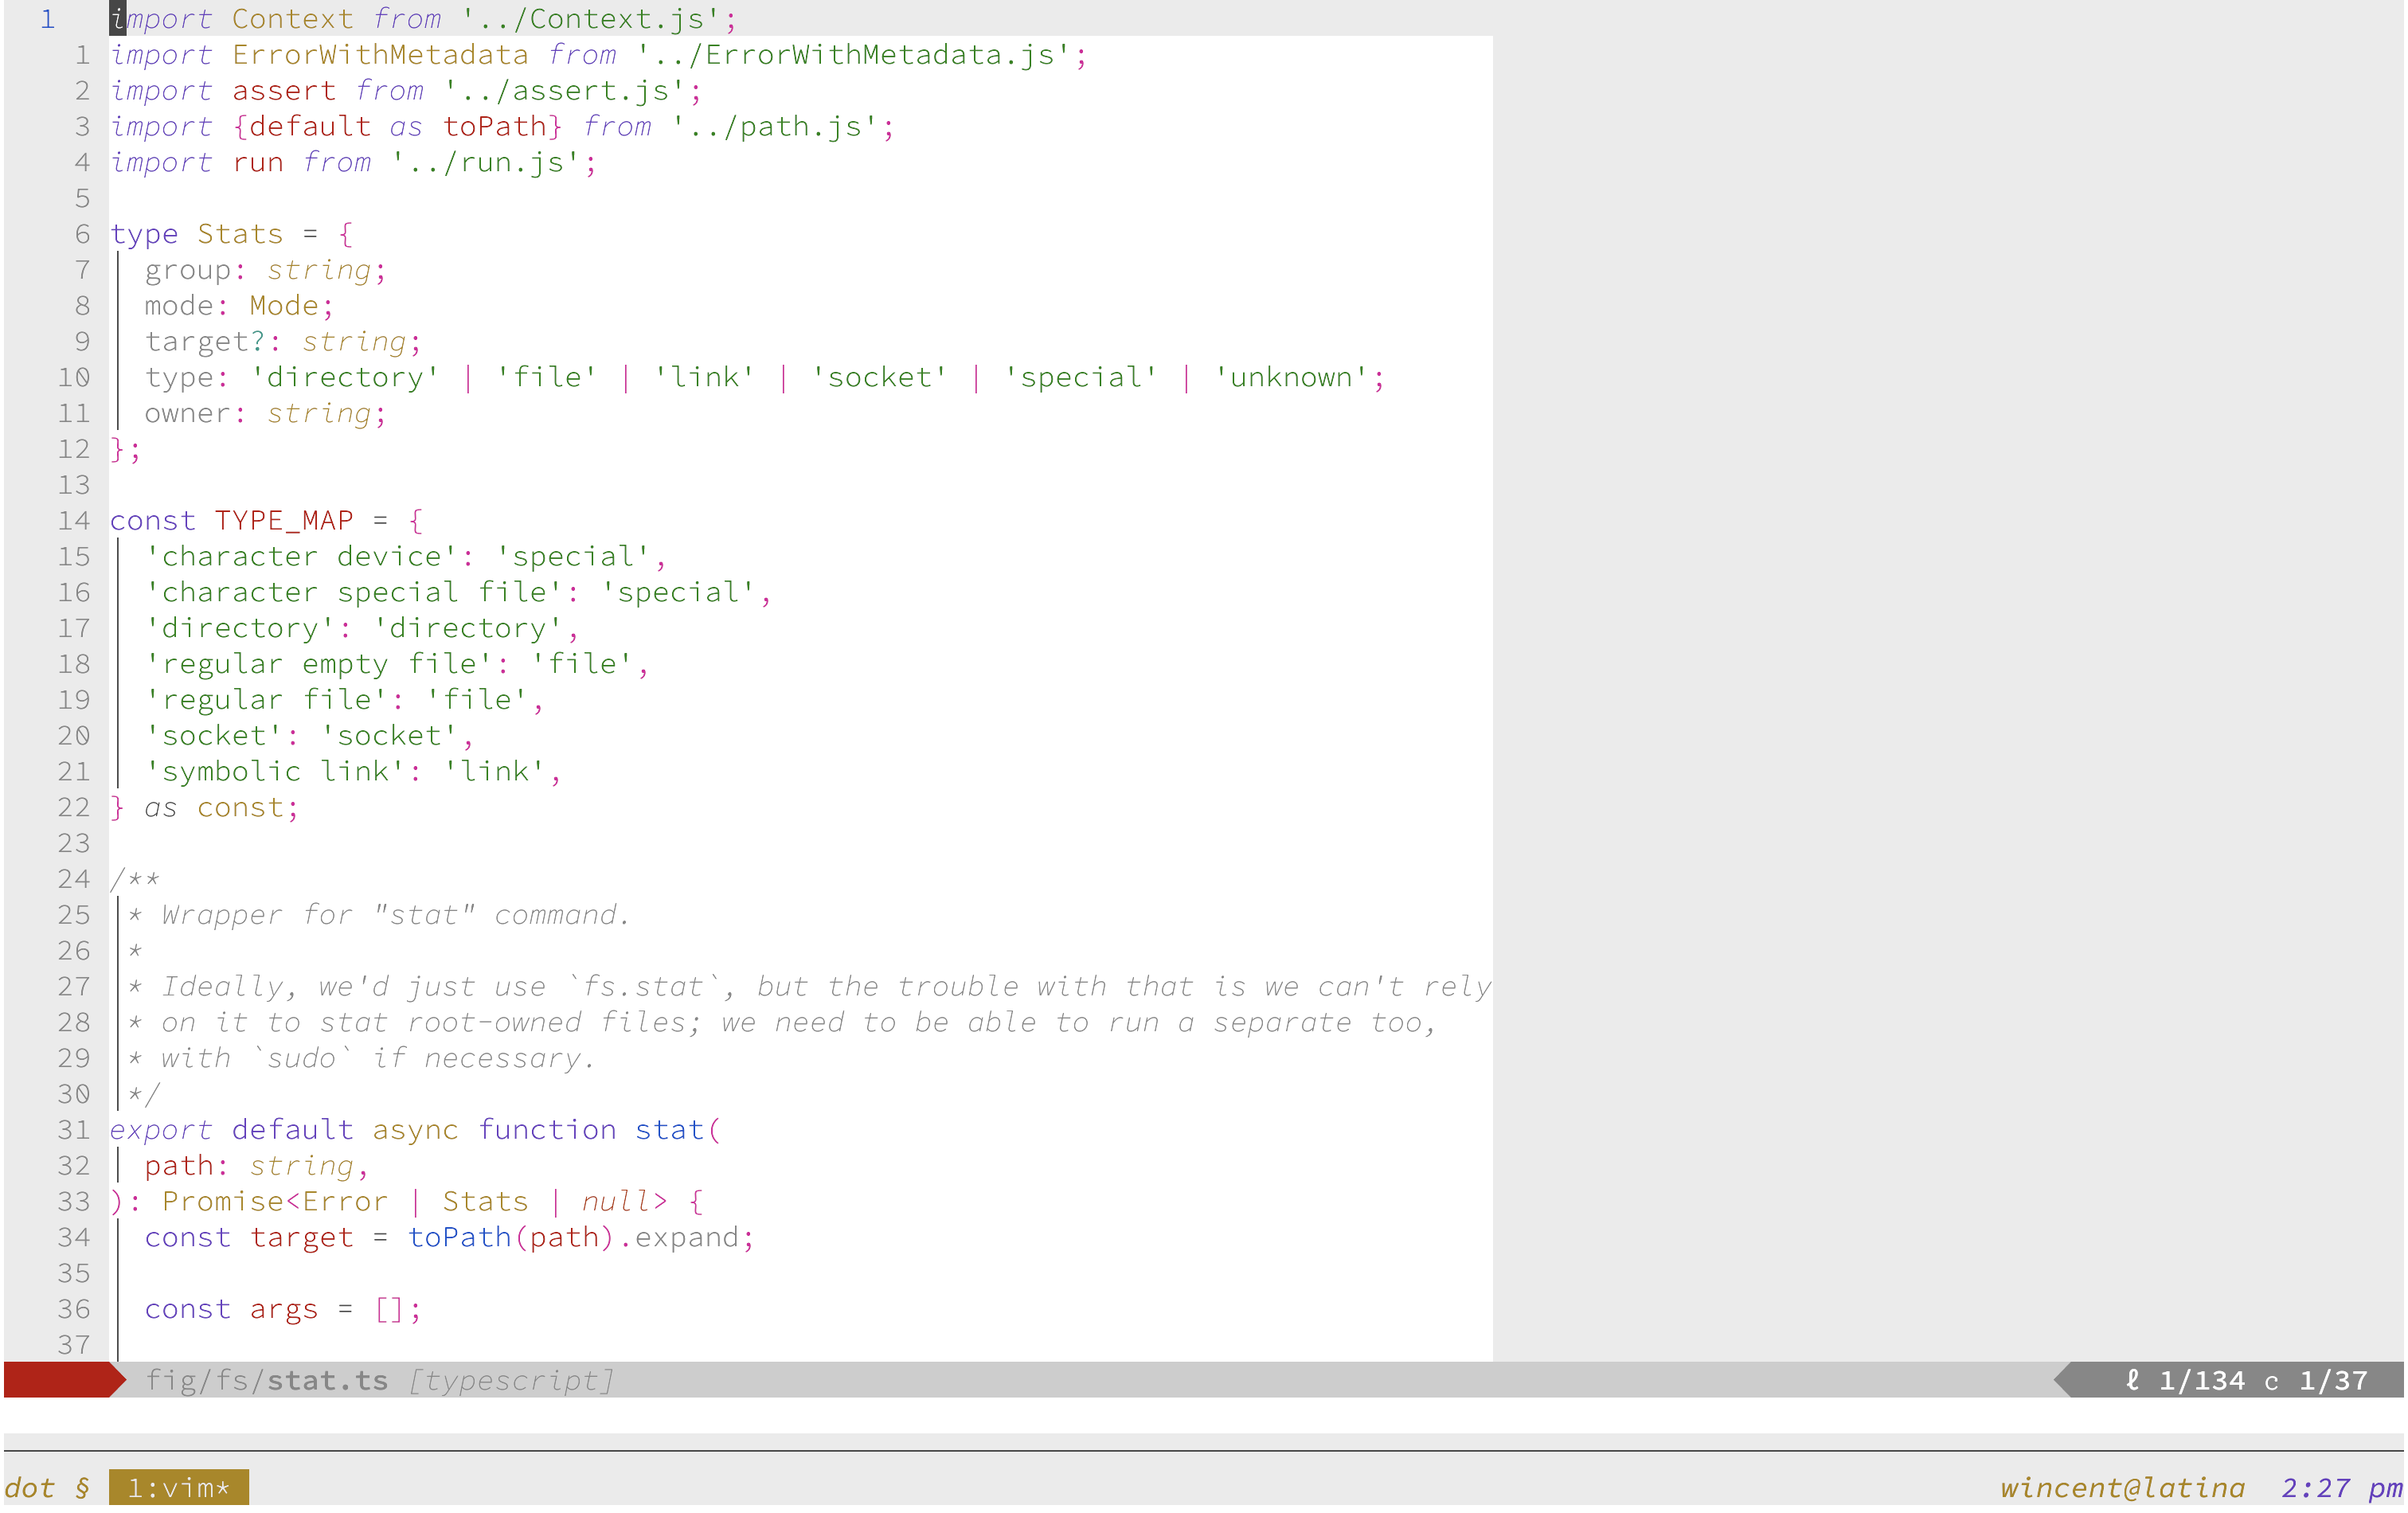 1 import Context from '../Context.js';
1 import ErrorWithMetadata from '../ErrorWithMetadata.js';
2 import assert from '../assert.js';
3 import {default as toPath} from '../path.js';
4 import run from '../run.js';
5
6 type Stats = {
7   group: string;
8   mode: Mode;
9   target?: string;
10   type: 'directory' | 'file' | 'link' | 'socket' | 'special' | 'unknown';
11   owner: string;
12 };
13
14 const TYPE_MAP = {
15   'character device': 'special',
16   'character special file': 'special',
17   'directory': 'directory',
18   'regular empty file': 'file',
19   'regular file': 'file',
20   'socket': 'socket',
21   'symbolic link': 'link',
22 } as const;
23
24 /**
25  * Wrapper for "stat" command.
26  *
27  * Ideally, we'd just use `fs.stat`, but the trouble with that is we can't rely
28  * on it to stat root-owned files; we need to be able to run a separate too,
29  * with `sudo` if necessary.
30  */
31 export default async function stat(
32   path: string,
33 ): Promise<Error | Stats | null> {
34   const target = toPath(path).expand;
35
36   const args = [];
37
fig/fs/stat.ts [typescript] ℓ 1/134 c 1/37
dot § 1:vim* wincent@latina 2:27 pm